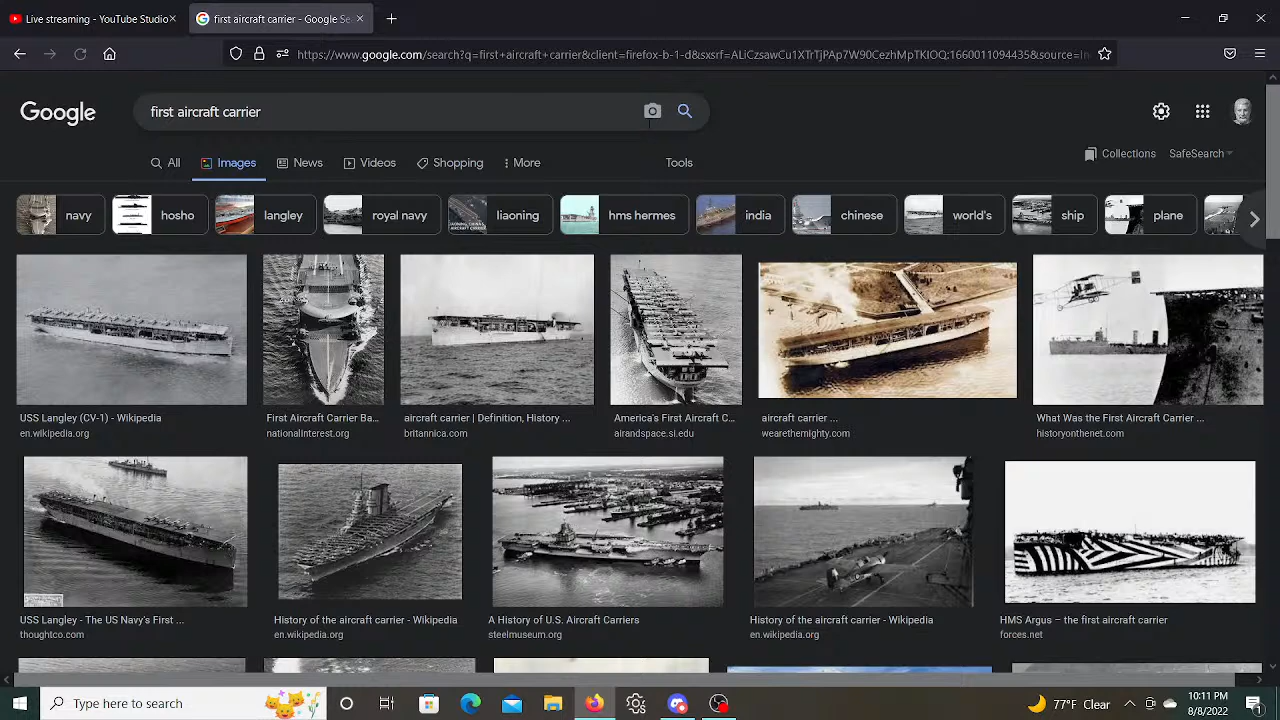 Live streaming - YouTube Studio
first aircraft carrier - Google Se
https://www.google.com/search?q=first+aircraft+carrier&client=firefox-b-1-d&sxsrf=ALiCzsawCu1XTrTjPAp7W90CezhMpTKIOQ:1660011094435&source=ln
Google
first aircraft carrier
All Images News Videos Shopping More Tools
Collections SafeSearch
navy hosho langley royal navy liaoning hms hermes india chinese world's ship plane
USS Langley (CV-1) - Wikipedia
en.wikipedia.org
First Aircraft Carrier Ba...
nationalinterest.org
aircraft carrier | Definition, History ...
britannica.com
America's First Aircraft C...
airandspace.si.edu
aircraft carrier ...
wearethemighty.com
What Was the First Aircraft Carrier ...
historyonthenet.com
USS Langley - The US Navy's First ...
thoughtco.com
History of the aircraft carrier - Wikipedia
en.wikipedia.org
A History of U.S. Aircraft Carriers
steelmuseum.org
History of the aircraft carrier - Wikipedia
en.wikipedia.org
HMS Argus – the first aircraft carrier
forces.net
Type here to search
77°F Clear
10:11 PM
8/8/2022